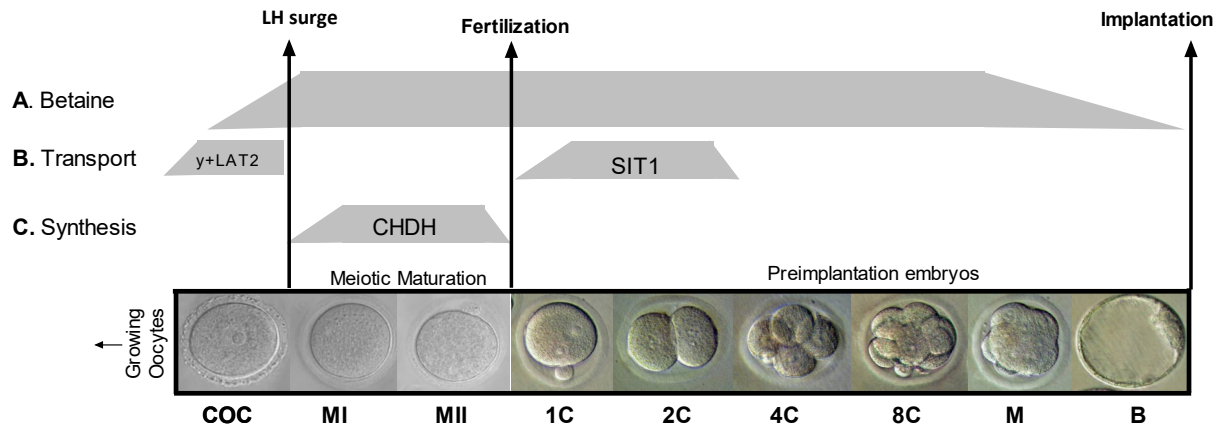 LH surge
Fertilization
Implantation
A. Betaine
B. Transport
y+LAT2
SIT1
C. Synthesis
CHDH
Meiotic Maturation
Preimplantation embryos
Growing
Oocytes
COC MI MII 1C 2C 4C 8C M B